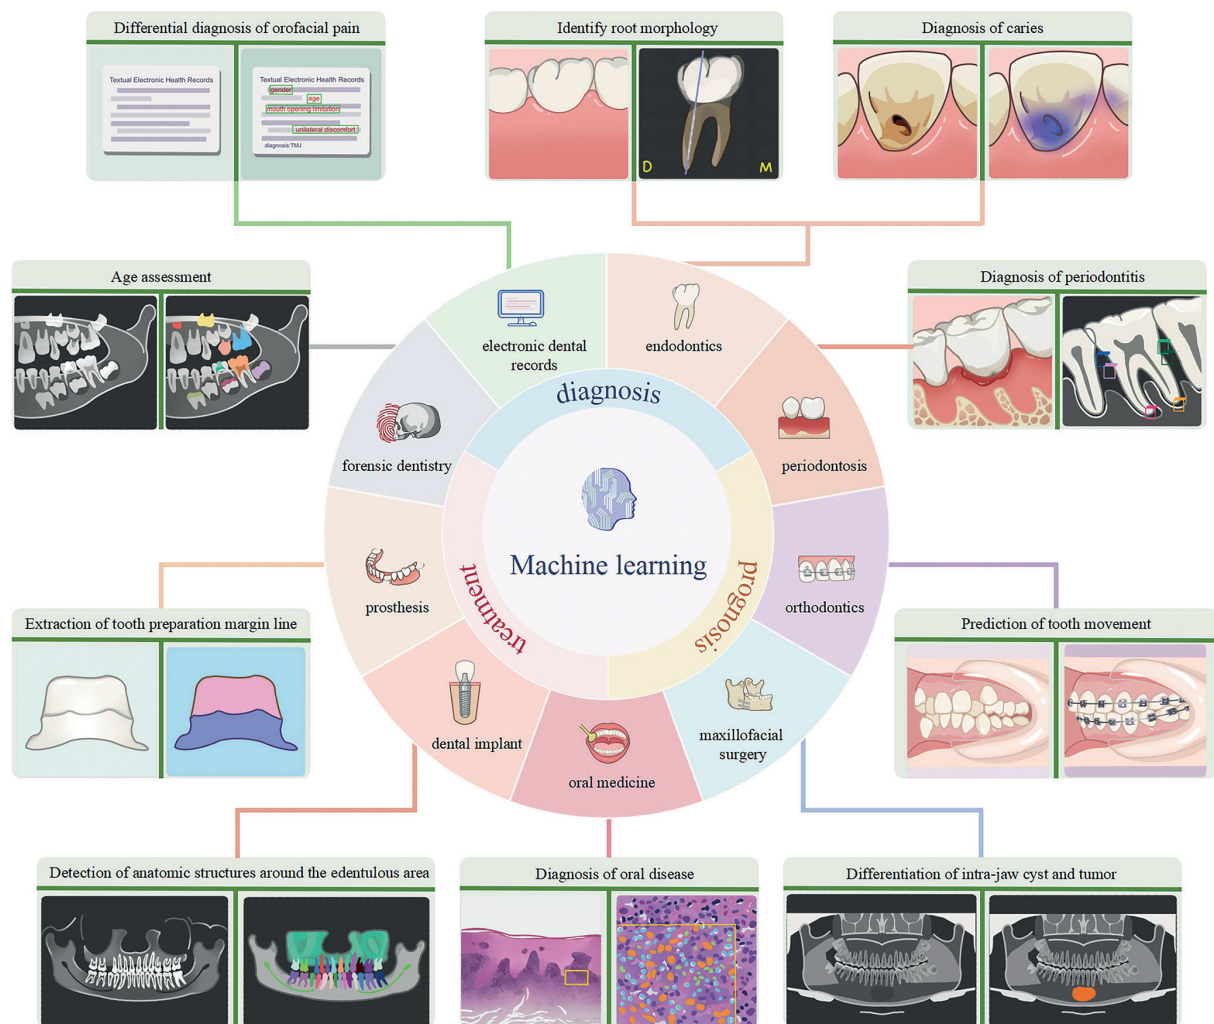 Differential diagnosis of orofacial pain
Textual Electronic Health Records
Textual Electronic Health Records
gender
age
mouth opening limitation
unilateral discomfort
diagnosis:TMJ
Identify root morphology
D
M
Diagnosis of caries
Age assessment
Diagnosis of periodontitis
electronic dental
records
endodontics
forensic dentistry
periodontosis
prosthesis
orthodontics
dental implant
oral medicine
maxillofacial
surgery
diagnosis
prognosis
treatment
Machine learning
Extraction of tooth preparation margin line
Prediction of tooth movement
Detection of anatomic structures around the edentulous area
Diagnosis of oral disease
Differentiation of intra-jaw cyst and tumor